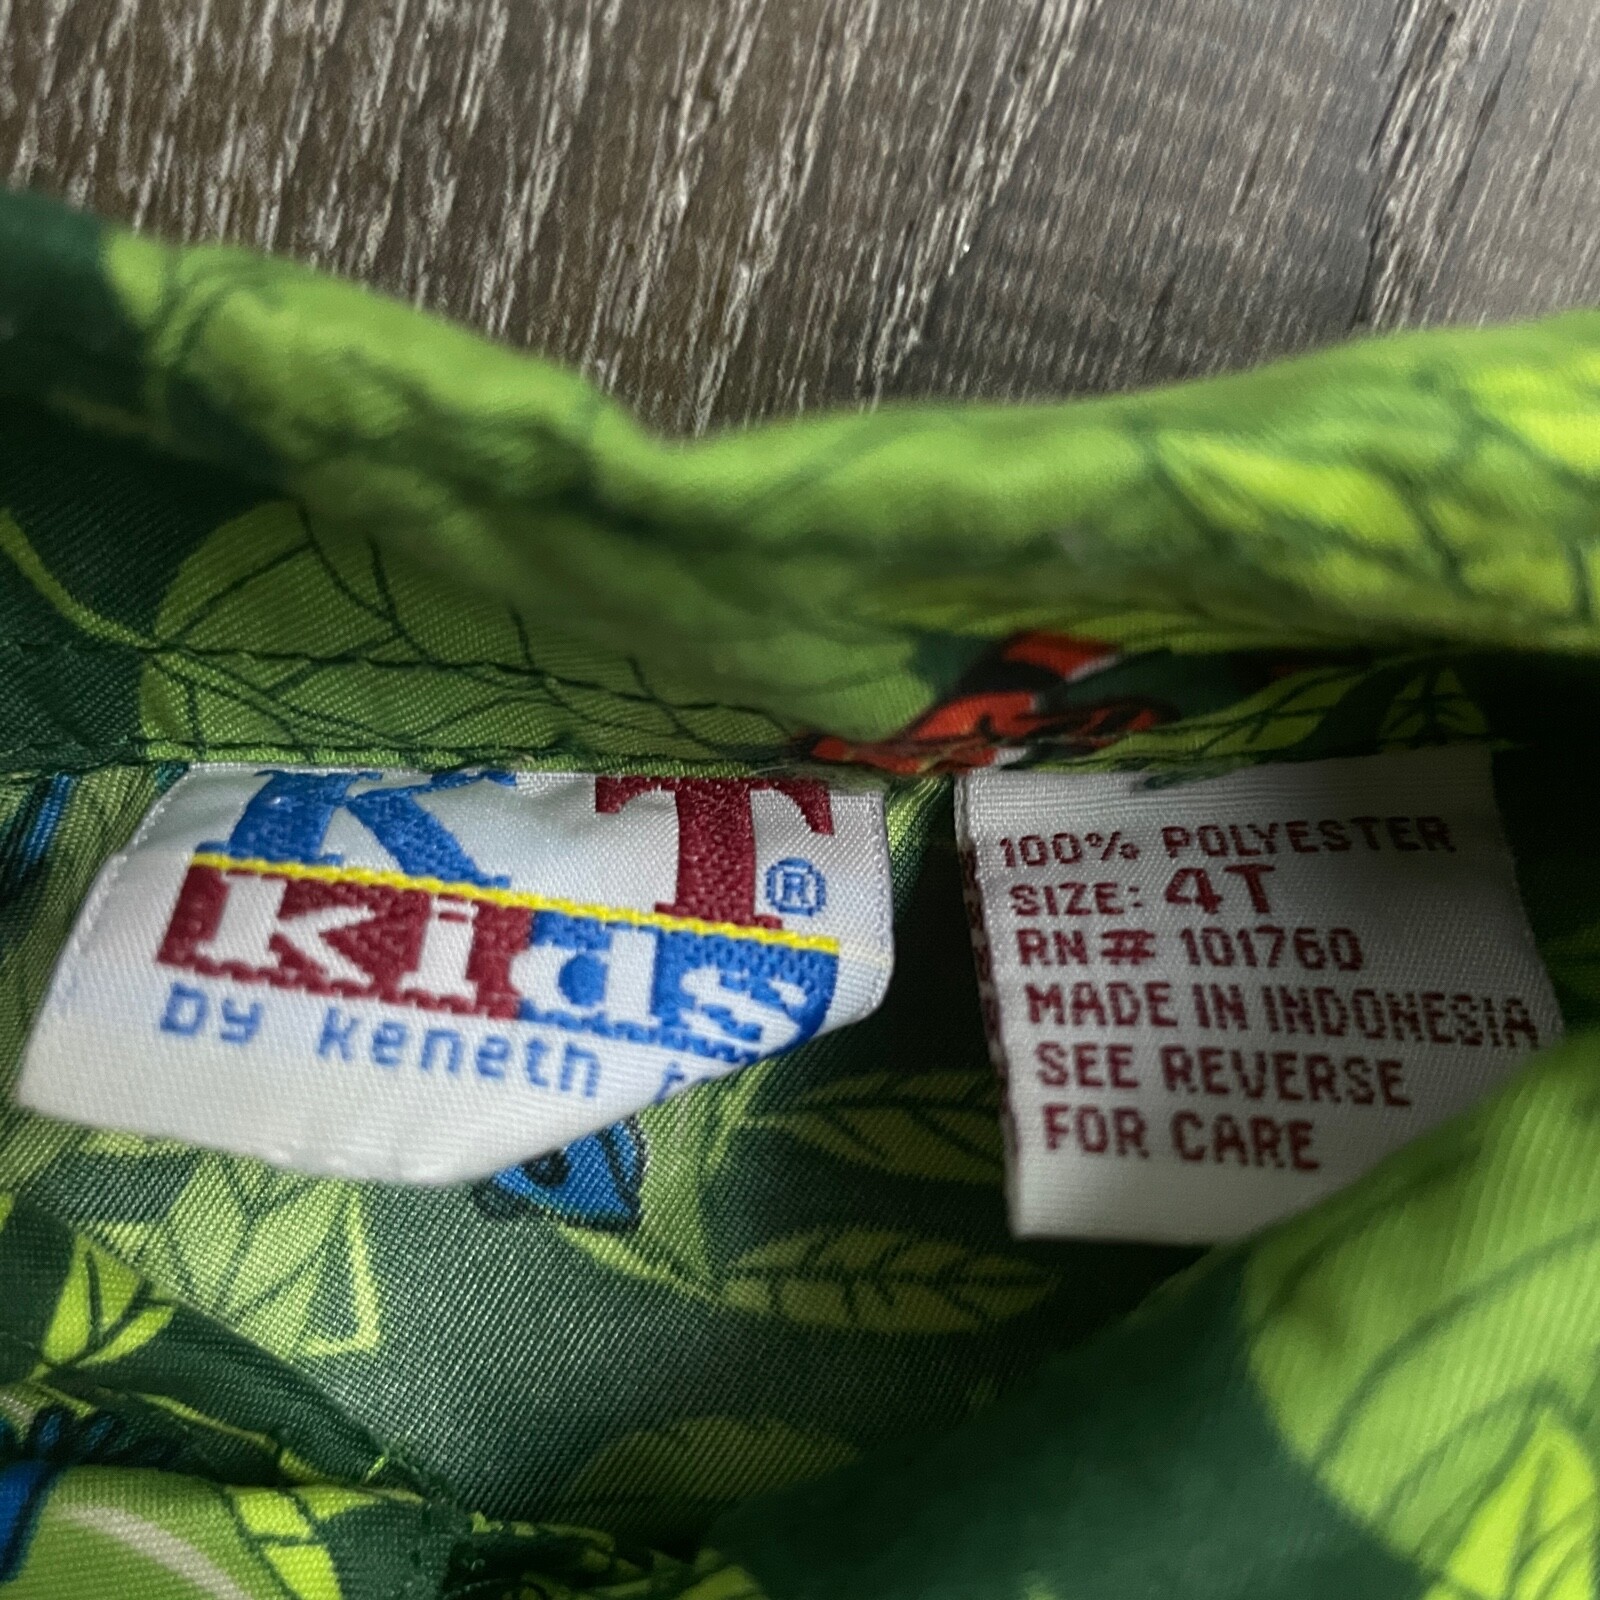 KT®
kids
by keneth
100% POLYESTER
SIZE: 4T
RN# 101760
MADE IN INDONESIA
SEE REVERSE
FOR CARE